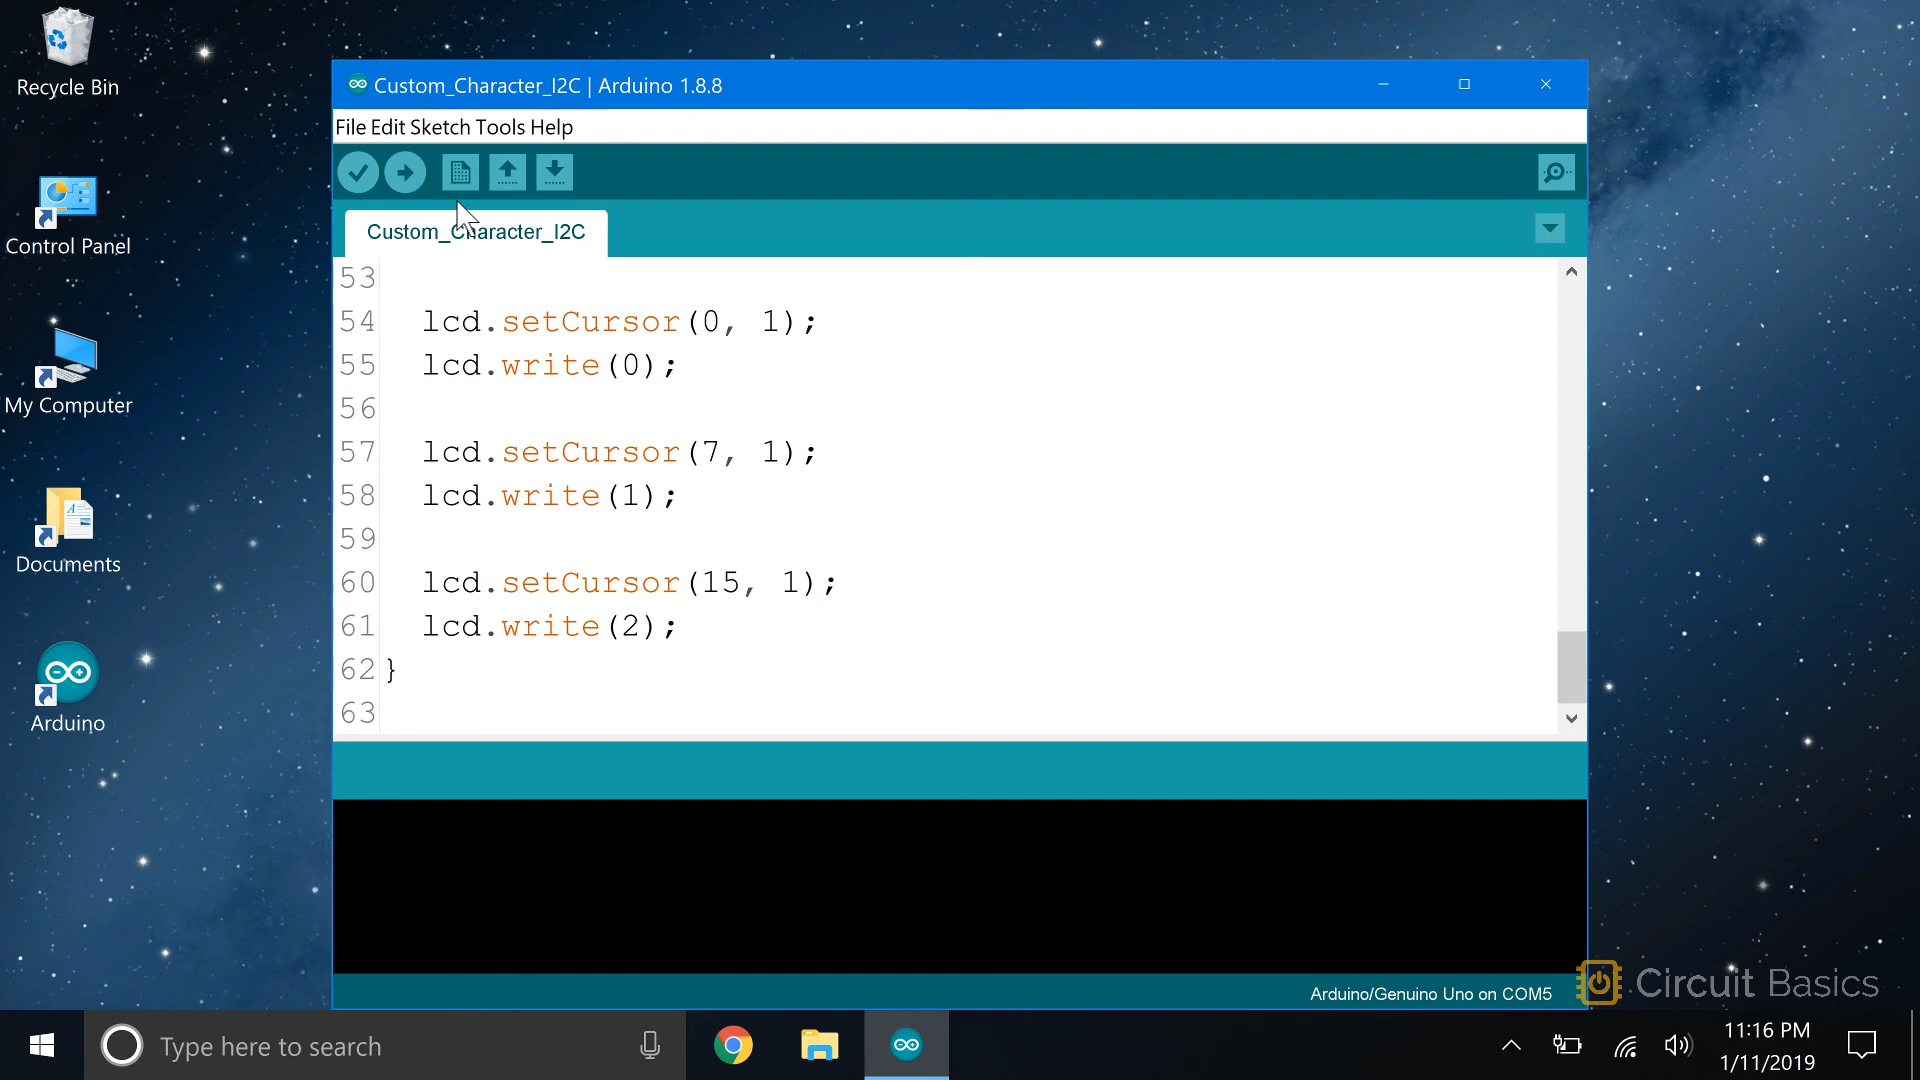 Recycle Bin
Control Panel
My Computer
Documents
Arduino
Custom_Character_I2C | Arduino 1.8.8
File Edit Sketch Tools Help
Custom_Character_I2C
53
54 lcd.setCursor(0, 1);
55 lcd.write(0);
56
57 lcd.setCursor(7, 1);
58 lcd.write(1);
59
60 lcd.setCursor(15, 1);
61 lcd.write(2);
62 }
63
Arduino/Genuino Uno on COM5
Circuit Basics
Type here to search
11:16 PM
1/11/2019